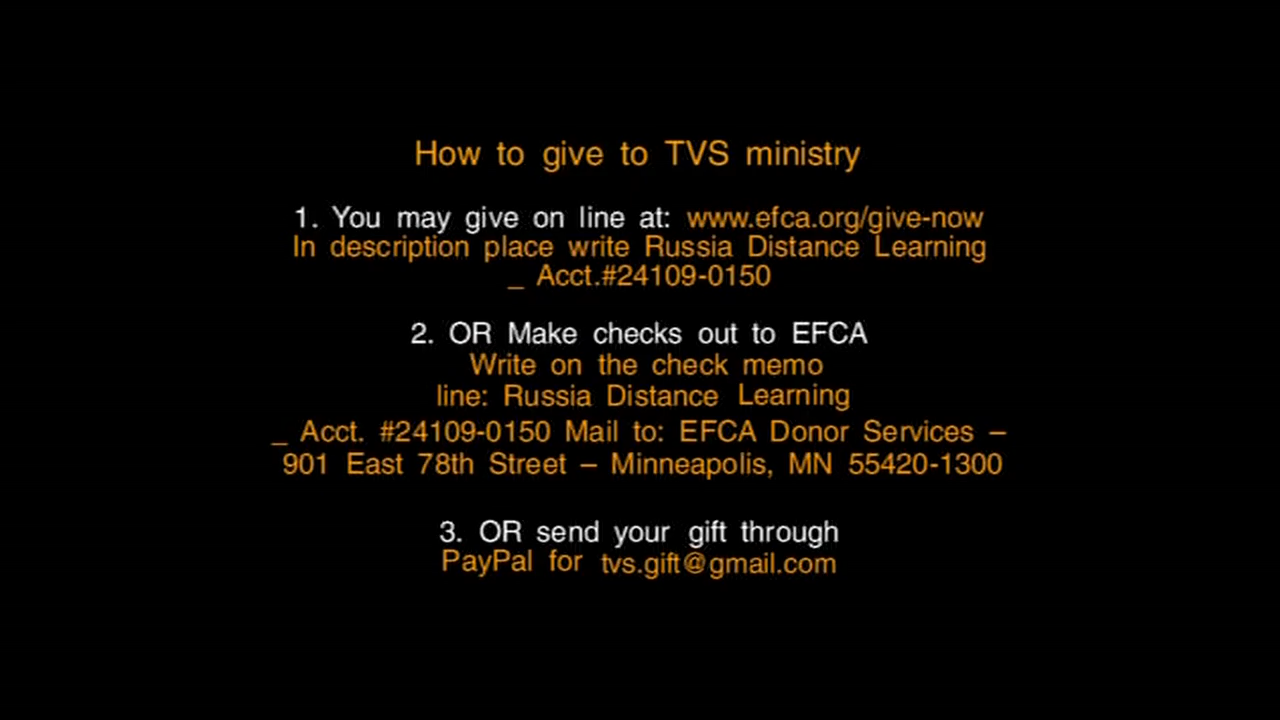 How to give to TVS ministry
1. You may give on line at: www.efca.org/give-now
In description place write Russia Distance Learning
_ Acct.#24109-0150
2. OR Make checks out to EFCA
Write on the check memo
line: Russia Distance Learning
_ Acct. #24109-0150 Mail to: EFCA Donor Services –
901 East 78th Street – Minneapolis, MN 55420-1300
3. OR send your gift through
PayPal for tvs.gift@gmail.com